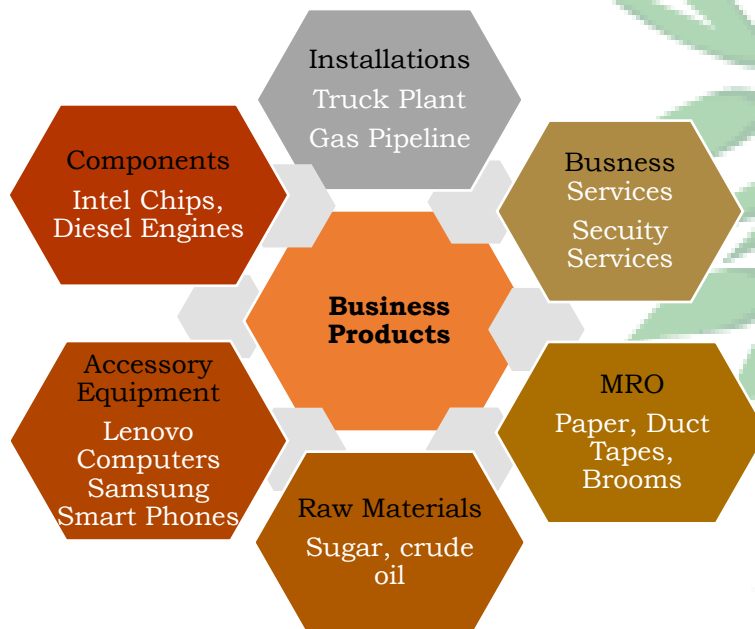 Installations
Truck Plant
Gas Pipeline
Components
Intel Chips,
Diesel Engines
Busness
Services
Secuity
Services
Business
Products
Accessory
Equipment
Lenovo
Computers
Samsung
Smart Phones
MRO
Paper, Duct
Tapes,
Brooms
Raw Materials
Sugar, crude
oil